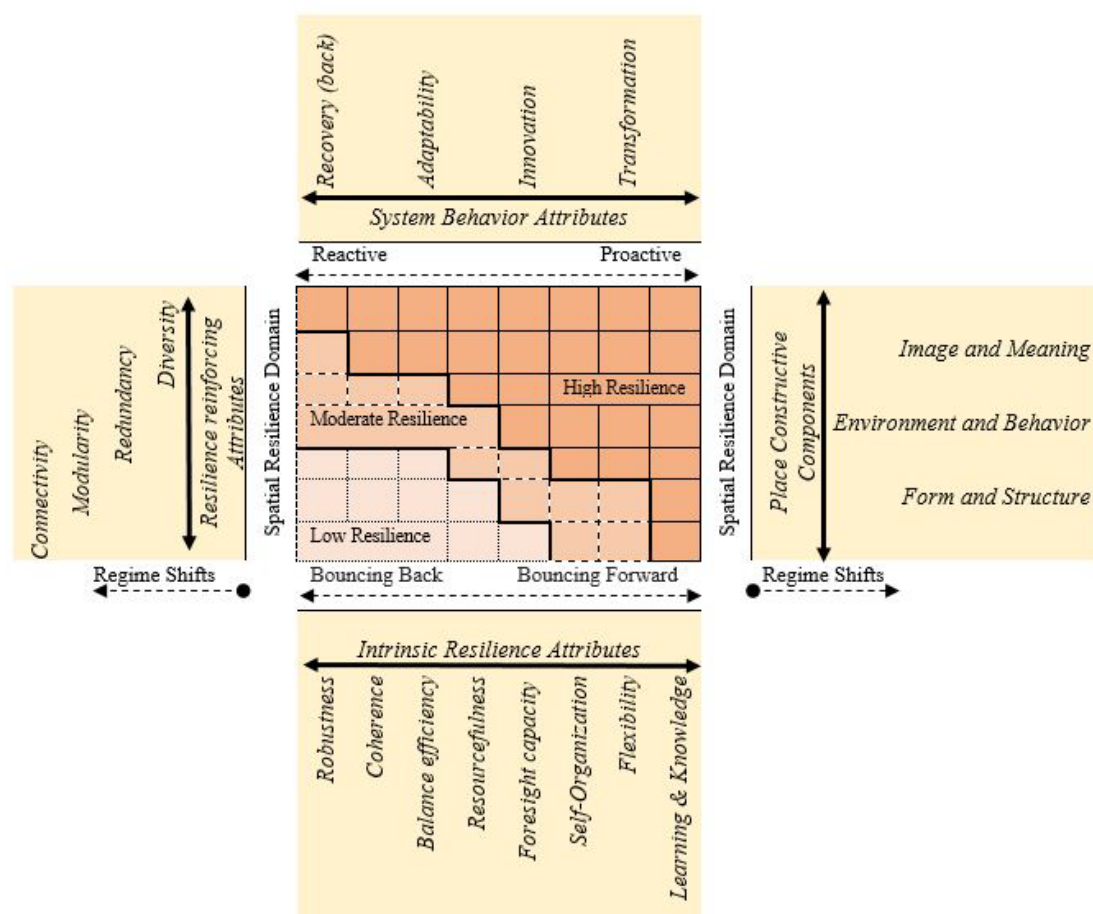 Recovery (back)
Adaptability
Innovation
Transformation
System Behavior Attributes
Reactive
Proactive
Connectivity
Modularity
Redundancy
Diversity
Resilience reinforcing
Attributes
Spatial Resilience Domain
High Resilience
Moderate Resilience
Low Resilience
Spatial Resilience Domain
Place Constructive
Components
Image and Meaning
Environment and Behavior
Form and Structure
Regime Shifts
Bouncing Back
Bouncing Forward
Regime Shifts
Intrinsic Resilience Attributes
Robustness
Coherence
Balance efficiency
Resourcefulness
Foresight capacity
Self-Organization
Flexibility
Learning & Knowledge